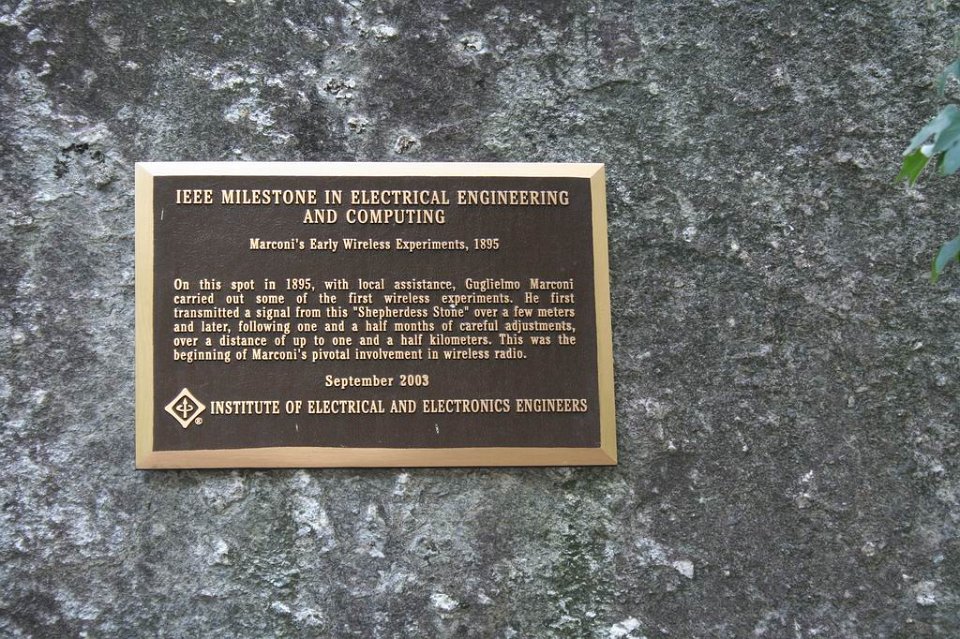 IEEE MILESTONE IN ELECTRICAL ENGINEERING
AND COMPUTING
Marconi's Early Wireless Experiments, 1895
On this spot in 1895, with local assistance, Guglielmo Marconi
carried out some of the first wireless experiments. He first
transmitted a signal from this "Shepherdess Stone" over a few meters
and later, following one and a half months of careful adjustments,
over a distance of up to one and a half kilometers. This was the
beginning of Marconi's pivotal involvement in wireless radio.
September 2003
® INSTITUTE OF ELECTRICAL AND ELECTRONICS ENGINEERS